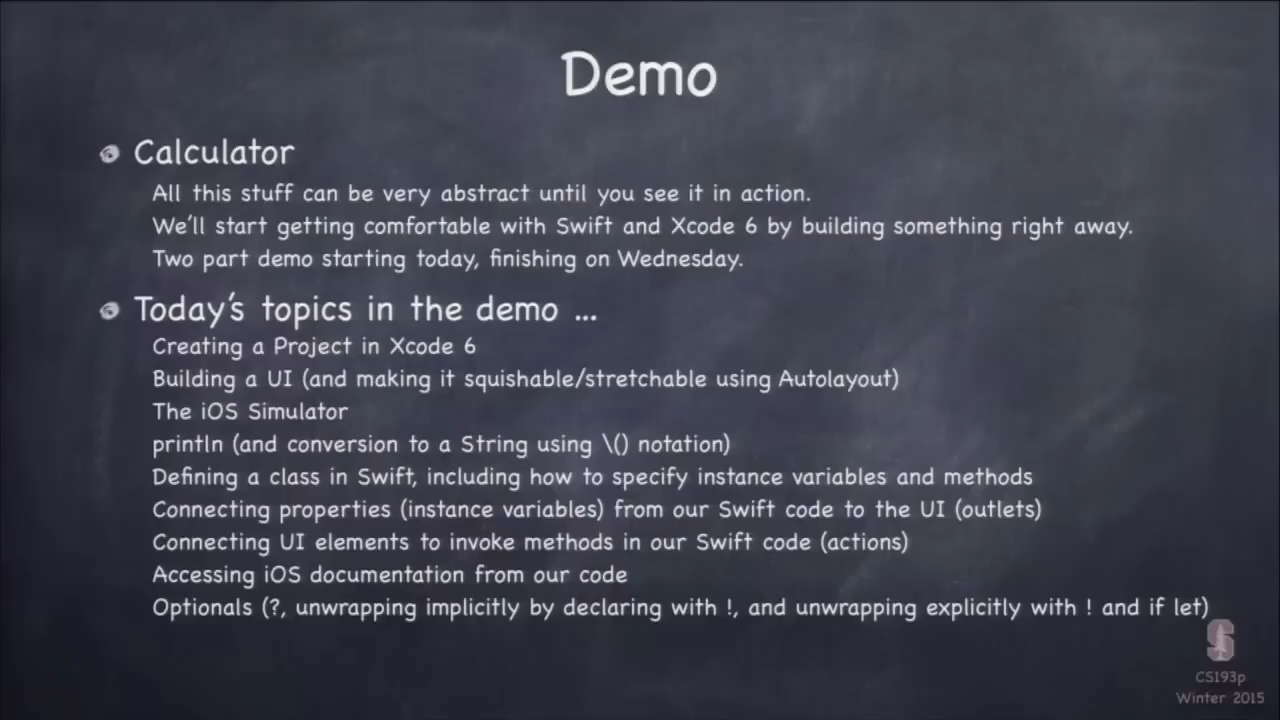 Demo
Calculator
All this stuff can be very abstract until you see it in action.
We'll start getting comfortable with Swift and Xcode 6 by building something right away.
Two part demo starting today, finishing on Wednesday.
Today's topics in the demo ...
Creating a Project in Xcode 6
Building a UI (and making it squishable/stretchable using Autolayout)
The iOS Simulator
println (and conversion to a String using \() notation)
Defining a class in Swift, including how to specify instance variables and methods
Connecting properties (instance variables) from our Swift code to the UI (outlets)
Connecting UI elements to invoke methods in our Swift code (actions)
Accessing iOS documentation from our code
Optionals (?, unwrapping implicitly by declaring with !, and unwrapping explicitly with ! and if let)
S
CS193p
Winter 2015